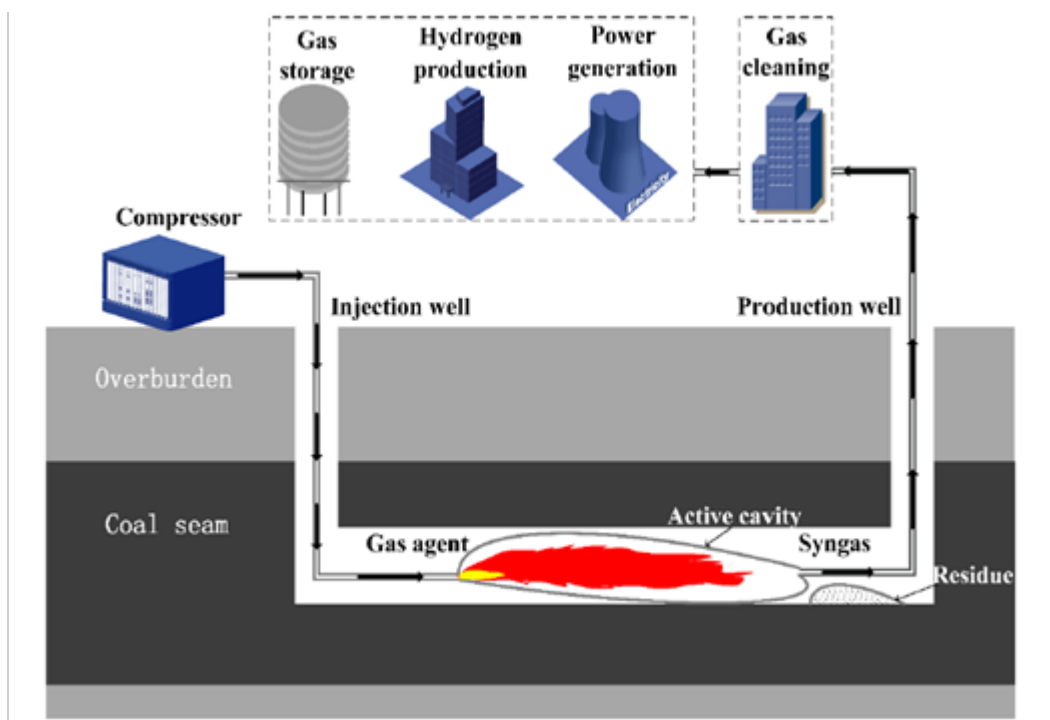 Gas
storage
Hydrogen
production
Power
generation
Gas
cleaning
Electricity
Compressor
Injection well
Production well
Overburden
Coal seam
Active cavity
Gas agent
Syngas
Residue